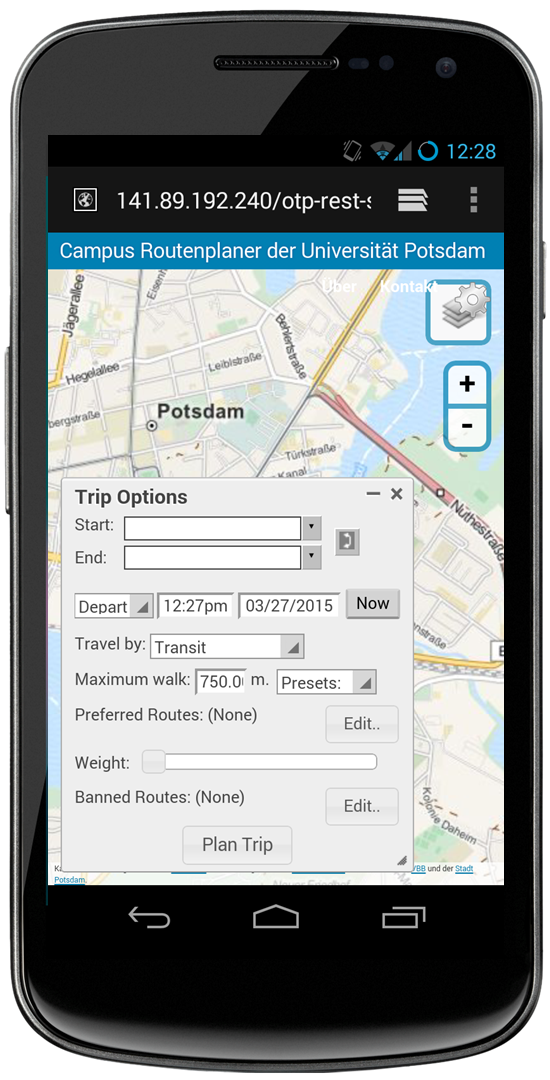 12:28
141.89.192.240/otp-rest-s
Campus Routenplaner der Universität Potsdam
Über Kontakt
Jägerallee
Behlertstraße
Leiblstraße
Hegelallee
bergstraße
Potsdam
Türkstraße
Kanal
Nuthestraße
Trip Options
Start:
End:
Depart 12:27pm 03/27/2015 Now
Travel by: Transit
Maximum walk: 750.0 m. Presets:
Preferred Routes: (None)
Edit..
Weight:
Banned Routes: (None)
Edit..
Plan Trip
Kolonie Daheim
VBB und der Stadt
Potsdam.
Neuer Friedhof
+
-